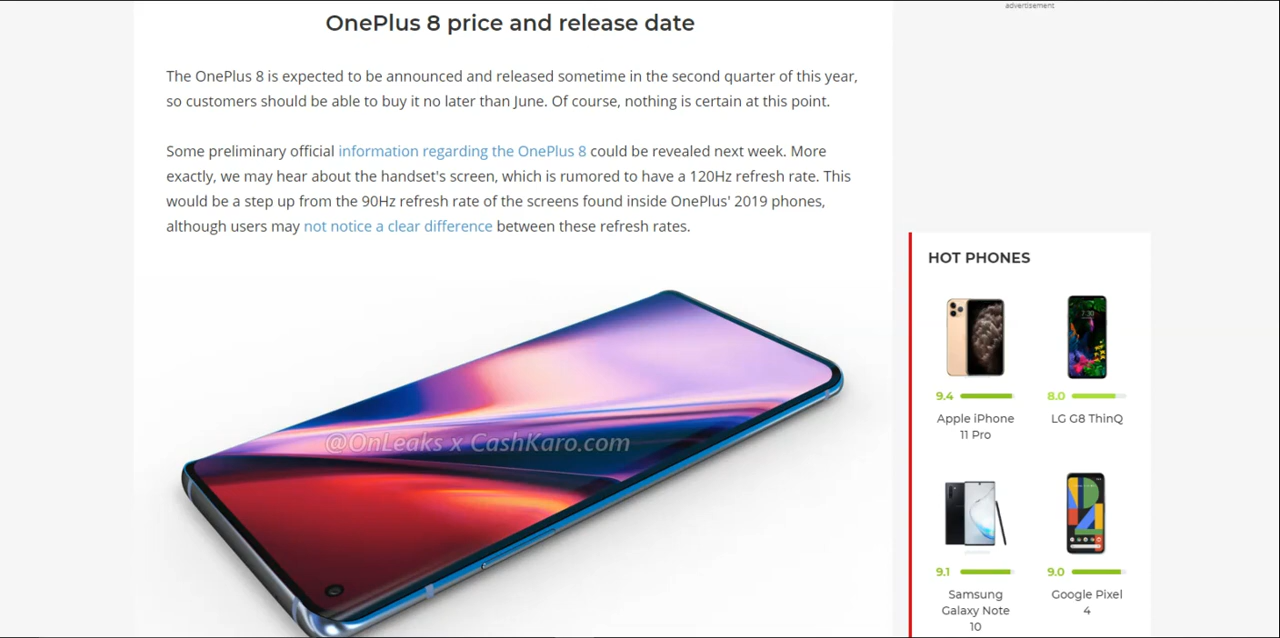 advertisement
OnePlus 8 price and release date
The OnePlus 8 is expected to be announced and released sometime in the second quarter of this year,
so customers should be able to buy it no later than June. Of course, nothing is certain at this point.
Some preliminary official information regarding the OnePlus 8 could be revealed next week. More
exactly, we may hear about the handset's screen, which is rumored to have a 120Hz refresh rate. This
would be a step up from the 90Hz refresh rate of the screens found inside OnePlus' 2019 phones,
although users may not notice a clear difference between these refresh rates.
@OnLeaks x CashKaro.com
HOT PHONES
7:30
9.4
8.0
Apple iPhone
11 Pro
LG G8 ThinQ
9.1
9.0
Samsung
Galaxy Note
10
Google Pixel
4